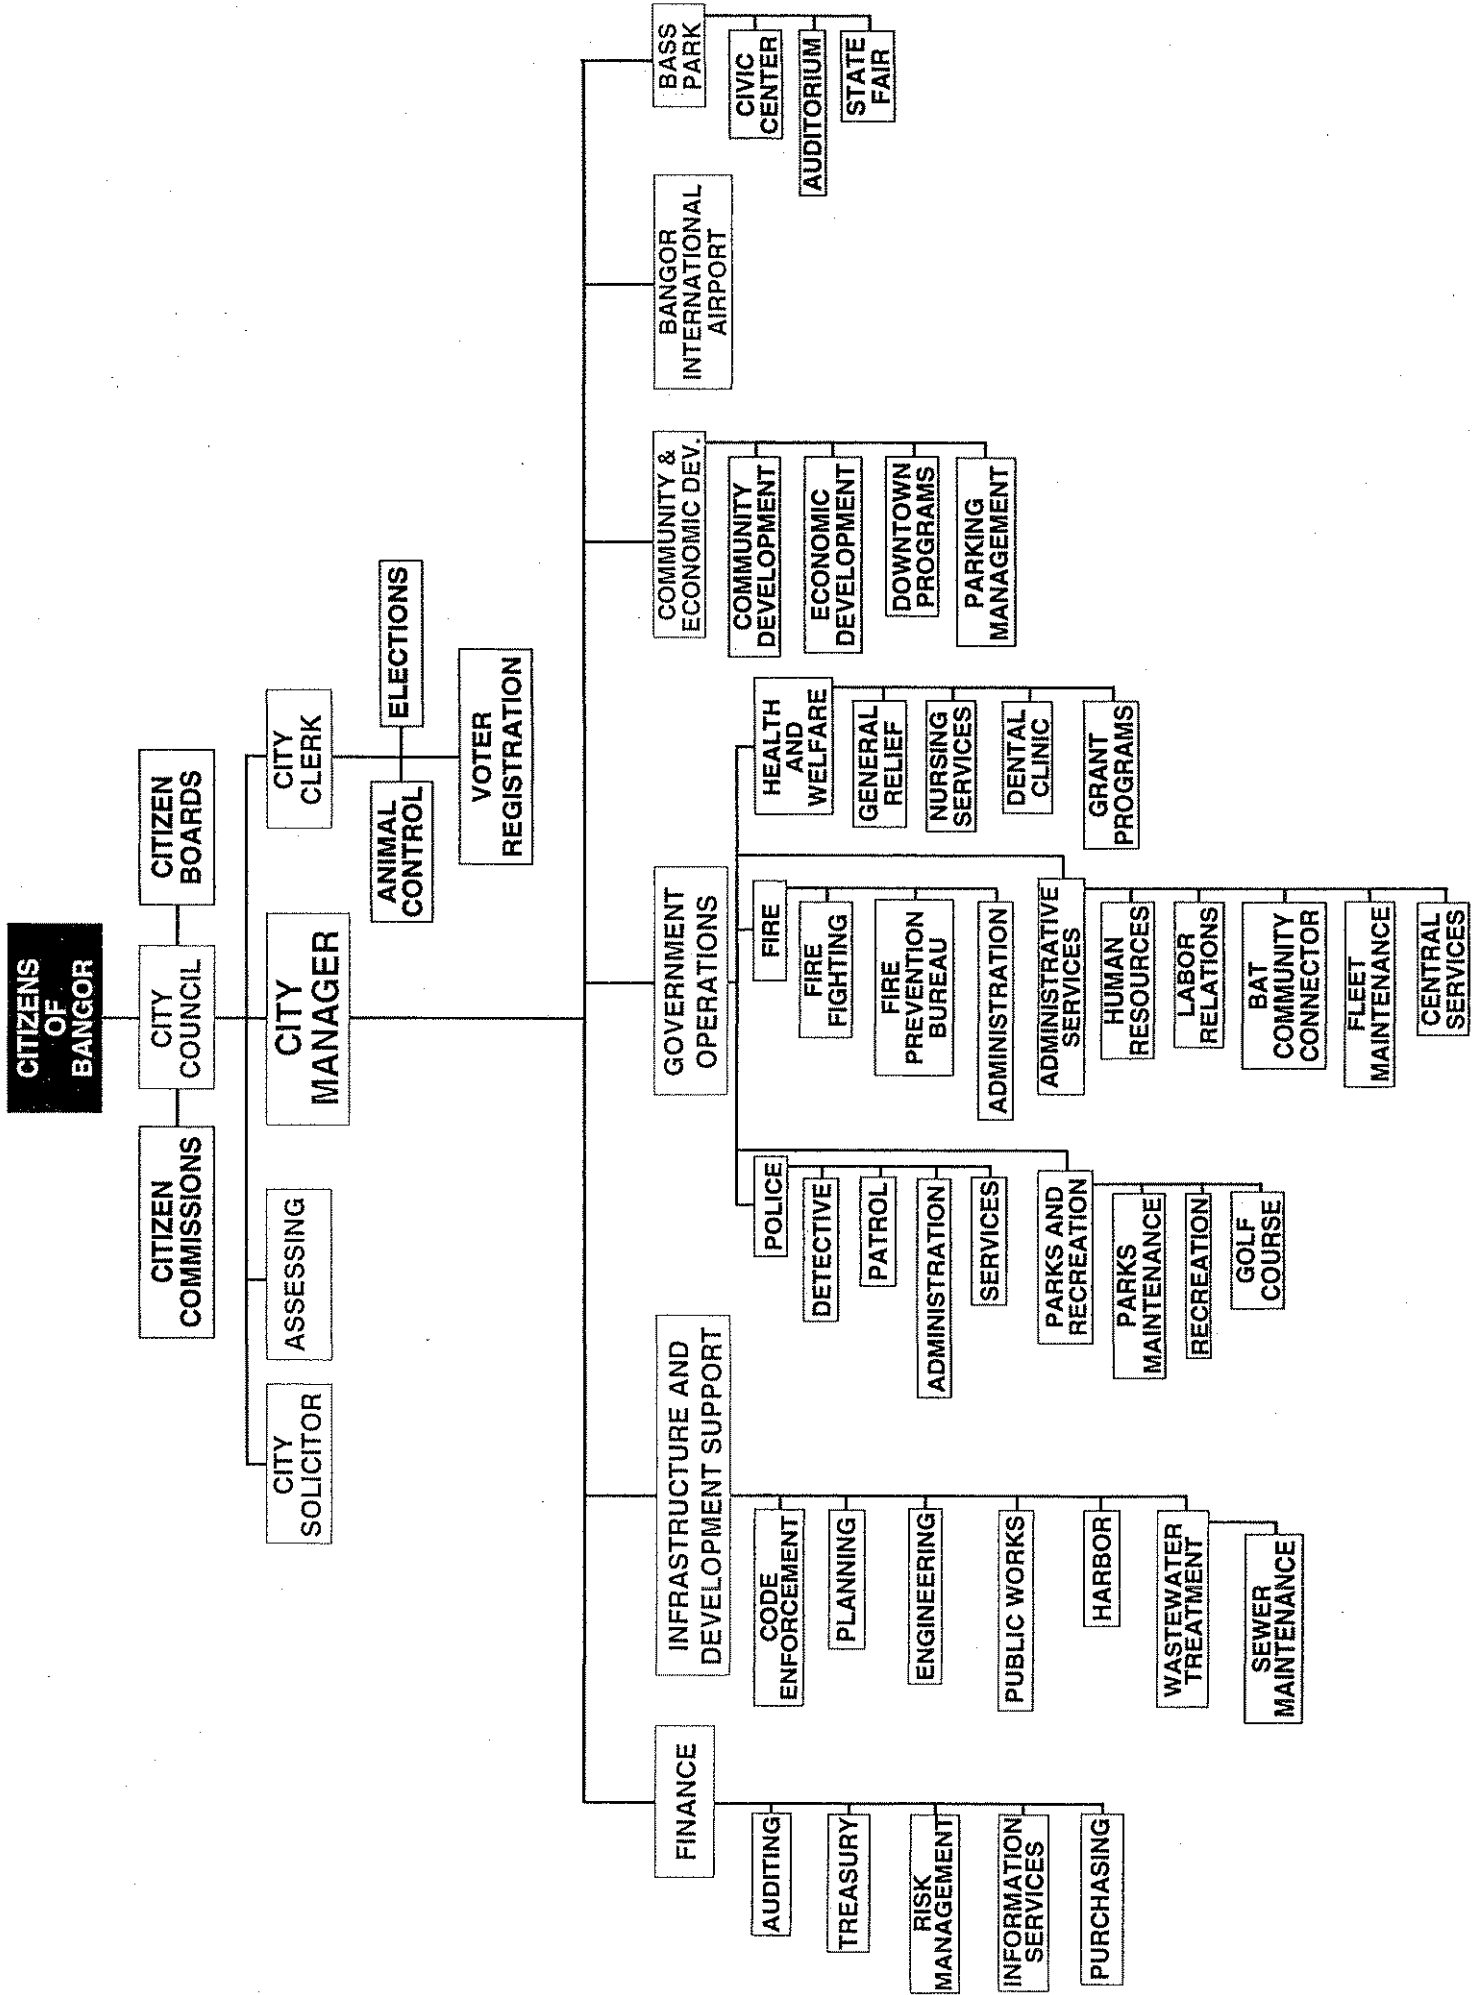 CITIZENS
OF
BANGOR
CITIZEN
COMMISSIONS
CITY
COUNCIL
CITIZEN
BOARDS
CITY
SOLICITOR
ASSESSING
CITY
MANAGER
CITY
CLERK
ANIMAL
CONTROL
ELECTIONS
VOTER
REGISTRATION
FINANCE
AUDITING
TREASURY
RISK
MANAGEMENT
INFORMATION
SERVICES
PURCHASING
INFRASTRUCTURE AND
DEVELOPMENT SUPPORT
CODE
ENFORCEMENT
PLANNING
ENGINEERING
PUBLIC WORKS
HARBOR
WASTEWATER
TREATMENT
SEWER
MAINTENANCE
GOVERNMENT
OPERATIONS
POLICE
DETECTIVE
PATROL
ADMINISTRATION
SERVICES
PARKS AND
RECREATION
PARKS
MAINTENANCE
RECREATION
GOLF
COURSE
FIRE
FIRE
FIGHTING
FIRE
PREVENTION
BUREAU
ADMINISTRATION
ADMINISTRATIVE
SERVICES
HUMAN
RESOURCES
LABOR
RELATIONS
BAT
COMMUNITY
CONNECTOR
FLEET
MAINTENANCE
CENTRAL
SERVICES
HEALTH
AND
WELFARE
GENERAL
RELIEF
NURSING
SERVICES
DENTAL
CLINIC
GRANT
PROGRAMS
COMMUNITY &
ECONOMIC DEV.
COMMUNITY
DEVELOPMENT
ECONOMIC
DEVELOPMENT
DOWNTOWN
PROGRAMS
PARKING
MANAGEMENT
BANGOR
INTERNATIONAL
AIRPORT
BASS
PARK
CIVIC
CENTER
AUDITORIUM
STATE
FAIR